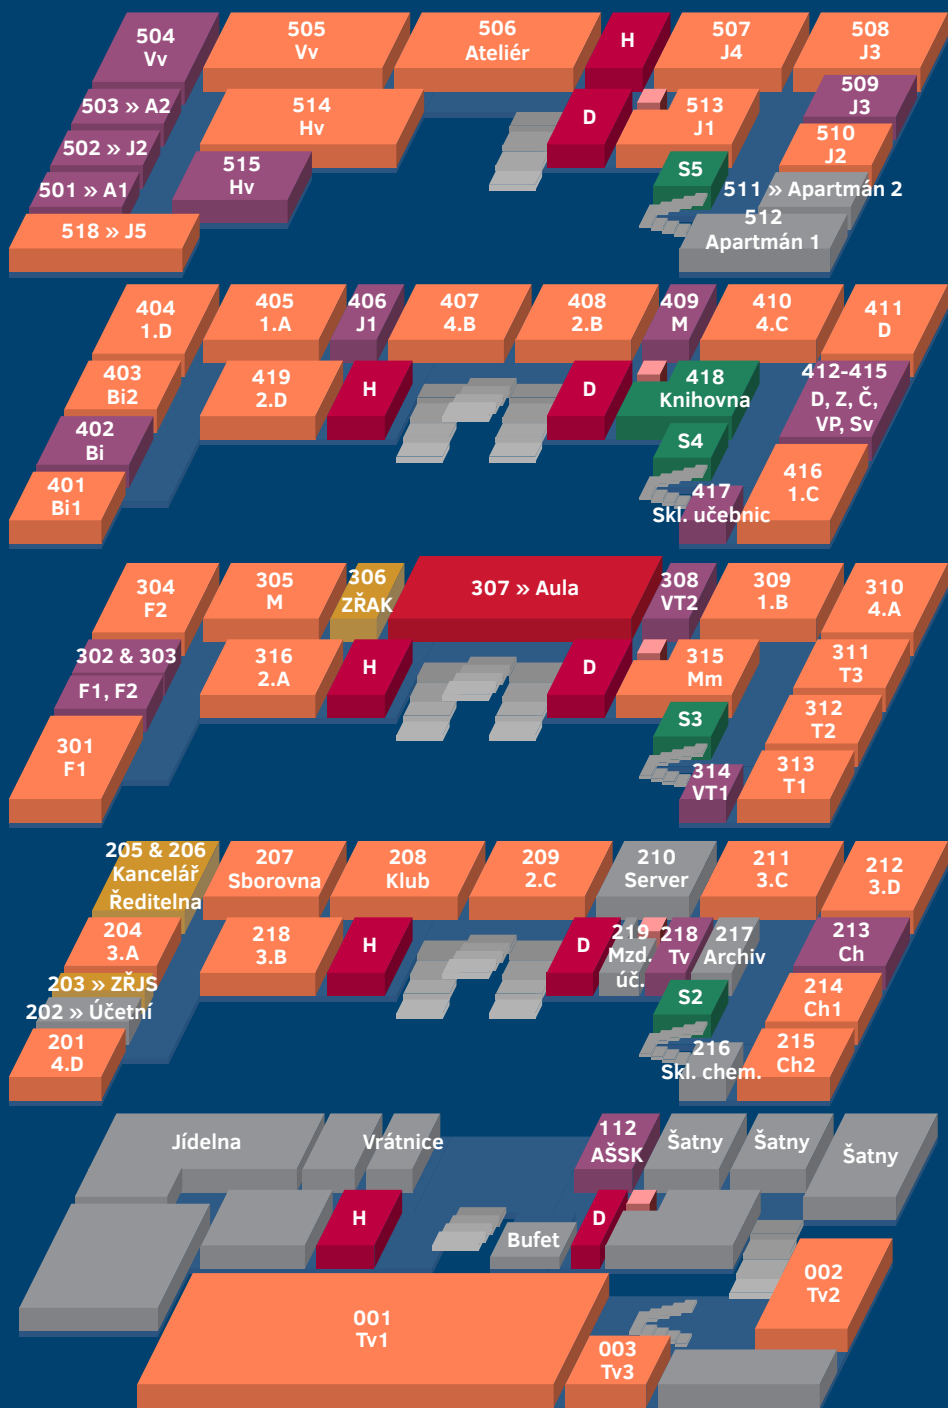 504
Vv
505
Vv
506
Ateliér
H
507
J4
508
J3
503 » A2
514
Hv
D
513
J1
509
J3
502 » J2
510
J2
515
Hv
S5
501 » A1
511 » Apartmán 2
518 » J5
512
Apartmán 1
404
1.D
405
1.A
406
J1
407
4.B
408
2.B
409
M
410
4.C
411
D
403
Bi2
419
2.D
H
D
418
Knihovna
412-415
D, Z, Č,
VP, Sv
402
Bi
S4
401
Bi1
417
Skl. učebnic
416
1.C
304
F2
305
M
306
ZŘAK
307 » Aula
308
VT2
309
1.B
310
4.A
302 & 303
F1, F2
316
2.A
H
D
315
Mm
311
T3
312
T2
S3
301
F1
314
VT1
313
T1
205 & 206
Kancelář
Ředitelna
207
Sborovna
208
Klub
209
2.C
210
Server
211
3.C
212
3.D
204
3.A
218
3.B
H
D
219
Mzd.
úč.
218
Tv
217
Archiv
213
Ch
203 » ZŘJS
202 » Účetní
S2
214
Ch1
201
4.D
216
Skl. chem.
215
Ch2
Jídelna
Vrátnice
112
AŠSK
Šatny
Šatny
Šatny
H
D
Bufet
001
Tv1
002
Tv2
003
Tv3